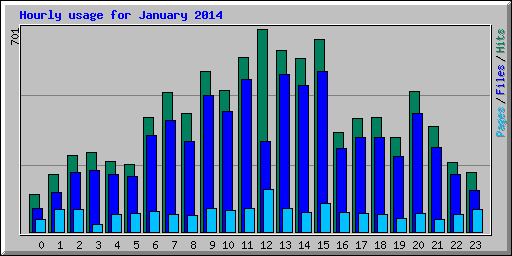 Hourly usage for January 2014
701
Pages/Files/Hits
0 1 2 3 4 5 6 7 8 9 10 11 12 13 14 15 16 17 18 19 20 21 22 23